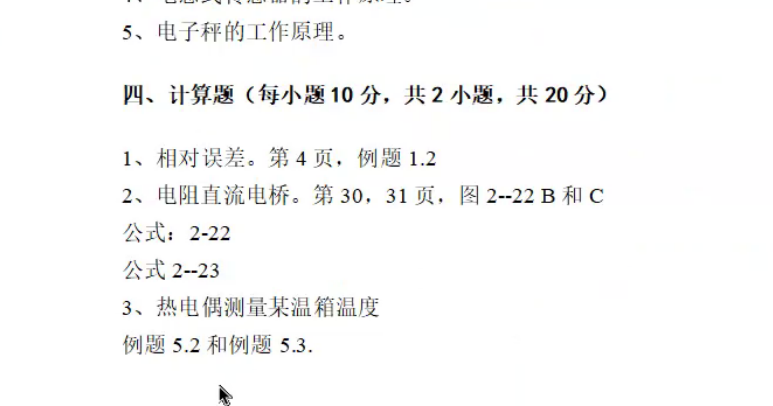 5、电子秤的工作原理。
四、计算题（每小题 10 分，共 2 小题，共 20 分）
1、相对误差。第 4 页，例题 1.2
2、电阻直流电桥。第 30，31 页，图 2--22 B 和 C
公式：2-22
公式 2--23
3、热电偶测量某温箱温度
例题 5.2 和例题 5.3.